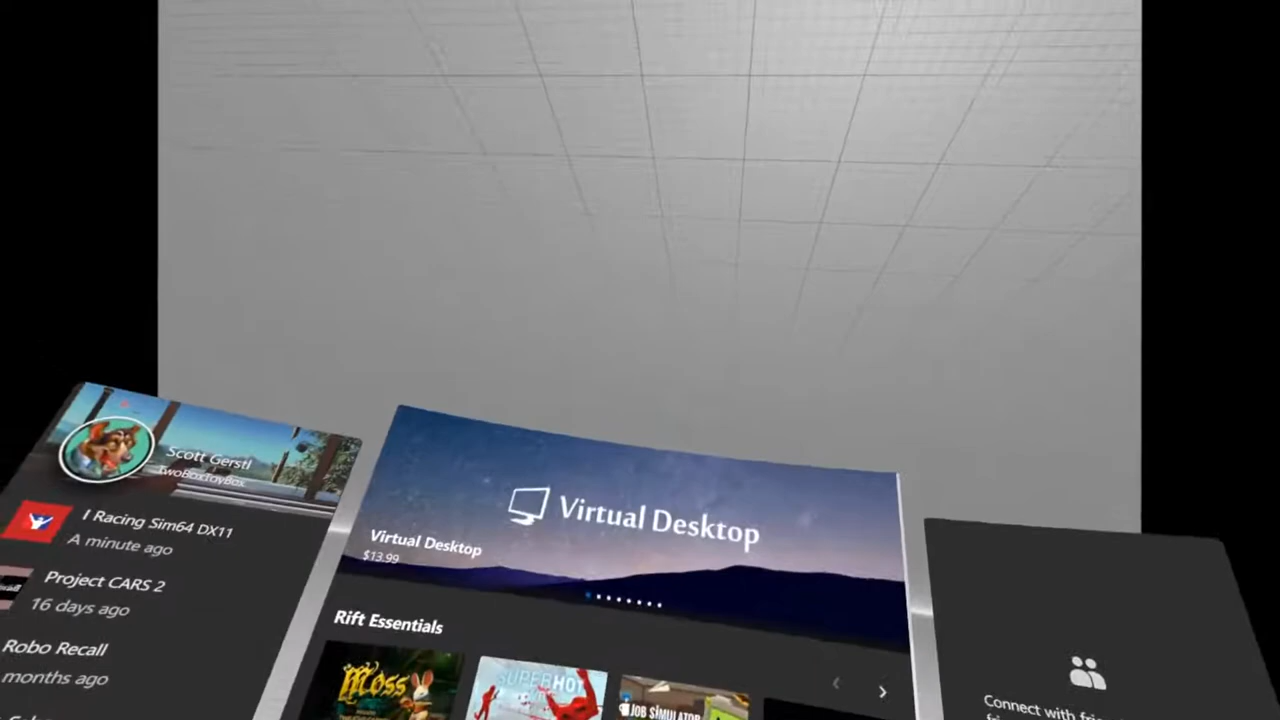 Scott Gerstl
TwoBoxToyBox
I Racing Sim64 DX11
A minute ago
Project CARS 2
16 days ago
Robo Recall
months ago
Virtual Desktop
Virtual Desktop
$13.99
Rift Essentials
Moss
SUPERHOT
JOB SIMULATOR
Connect with